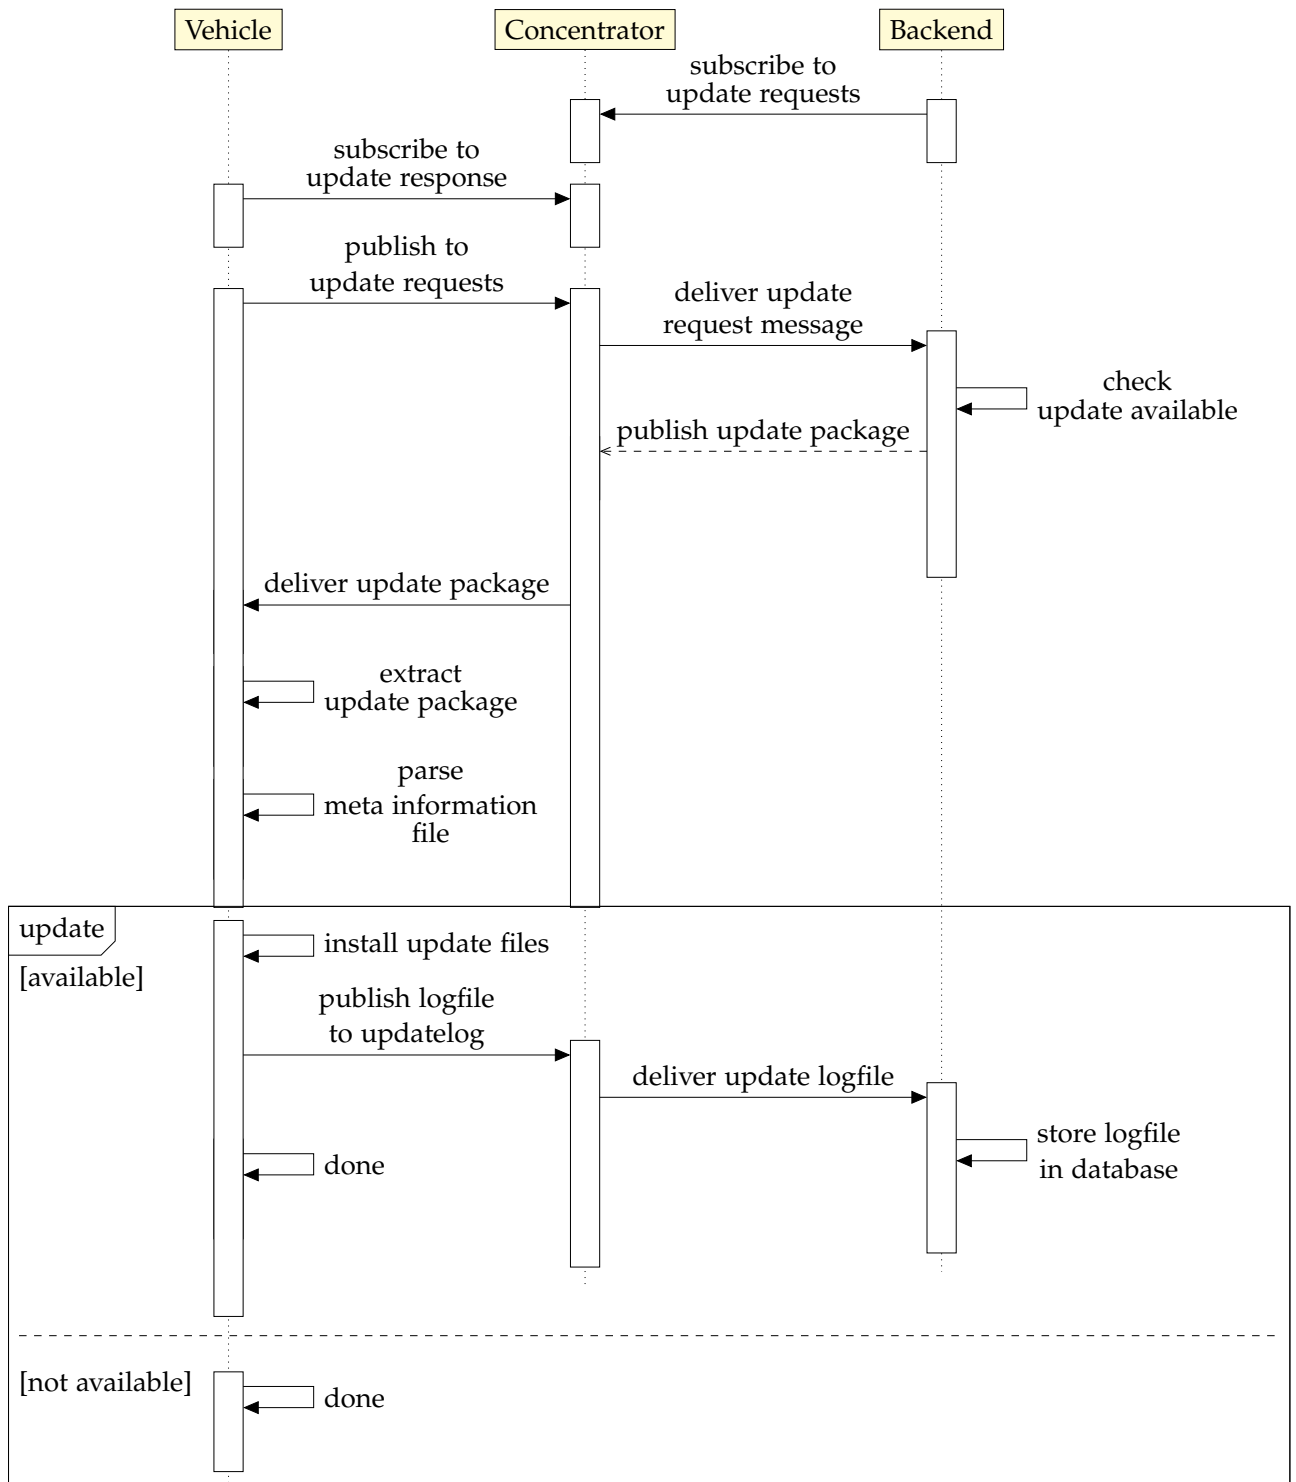 Vehicle
Concentrator
Backend
subscribe to
update requests
subscribe to
update response
publish to
update requests
deliver update
request message
check
update available
publish update package
deliver update package
extract
update package
parse
meta information
file
update
[available]
install update files
publish logfile
to updatelog
deliver update logfile
store logfile
in database
done
[not available]
done